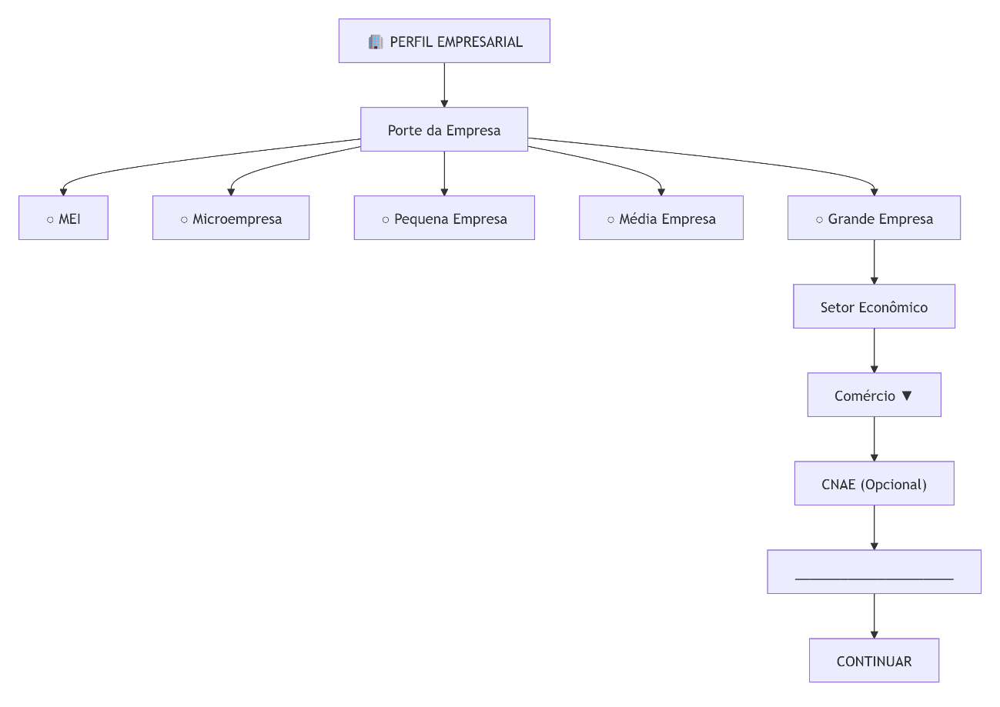 🏢 PERFIL EMPRESARIAL
Porte da Empresa
○ MEI
○ Microempresa
○ Pequena Empresa
○ Média Empresa
○ Grande Empresa
Setor Econômico
Comércio ▼
CNAE (Opcional)
_______________________
CONTINUAR